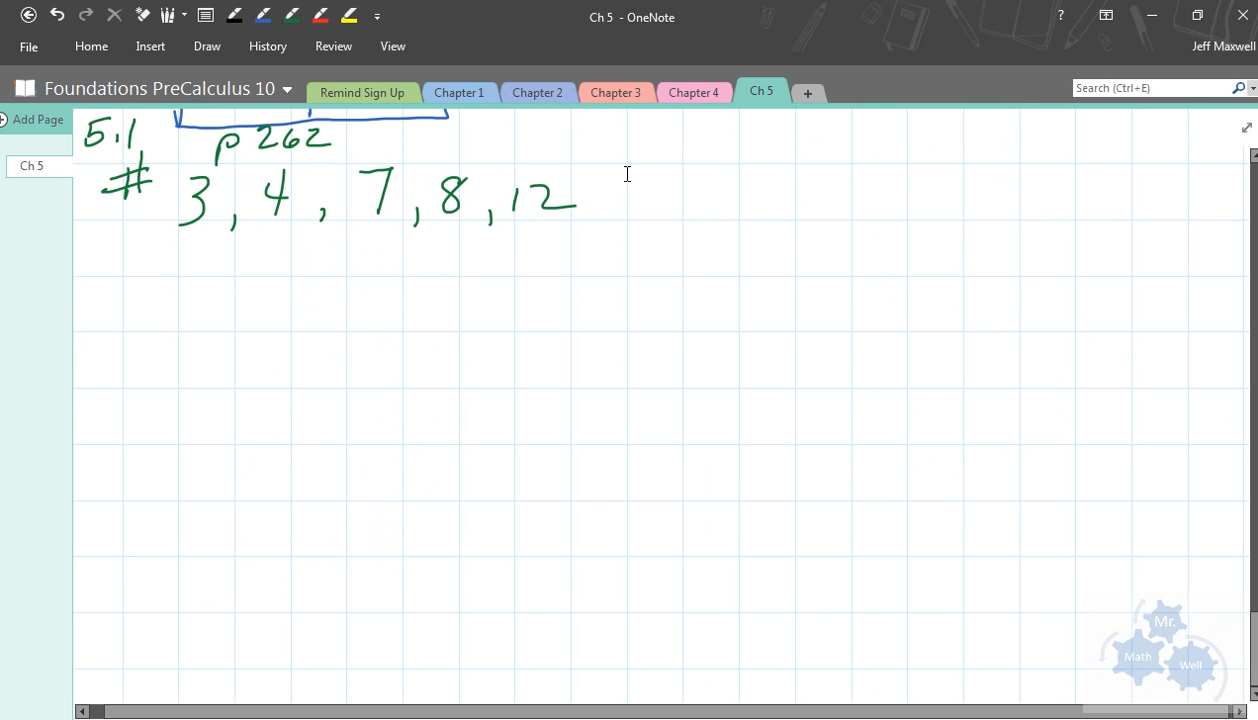 Ch 5 - OneNote
?
File Home Insert Draw History Review View
Jeff Maxwell
Foundations PreCalculus 10
Remind Sign Up Chapter 1 Chapter 2 Chapter 3 Chapter 4 Ch 5 +
Search (Ctrl+E)
Add Page
Ch 5
5.1 p 262
# 3, 4, 7, 8, 12
Mr.
Math Well